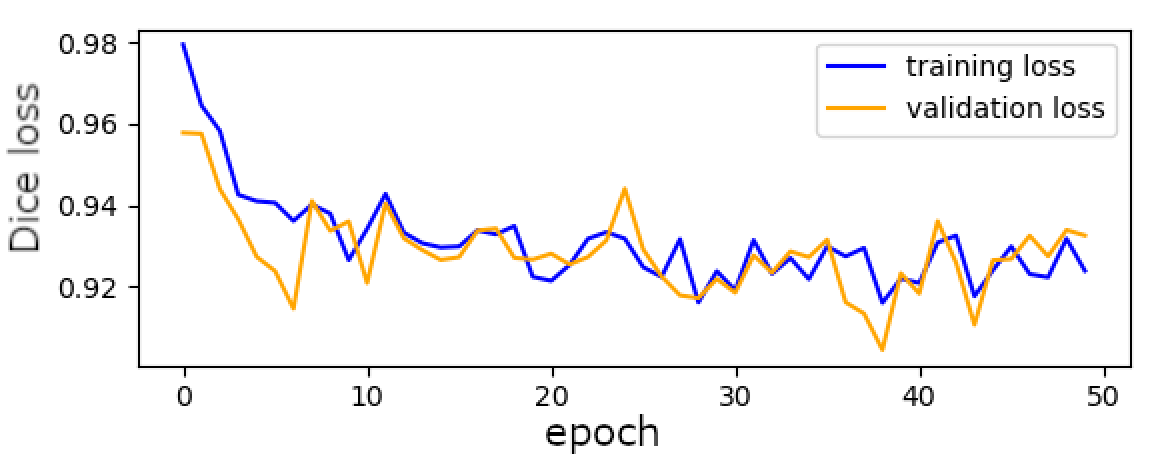 Dice loss
0.98
0.96
0.94
0.92
training loss
validation loss
0 10 20 30 40 50
epoch